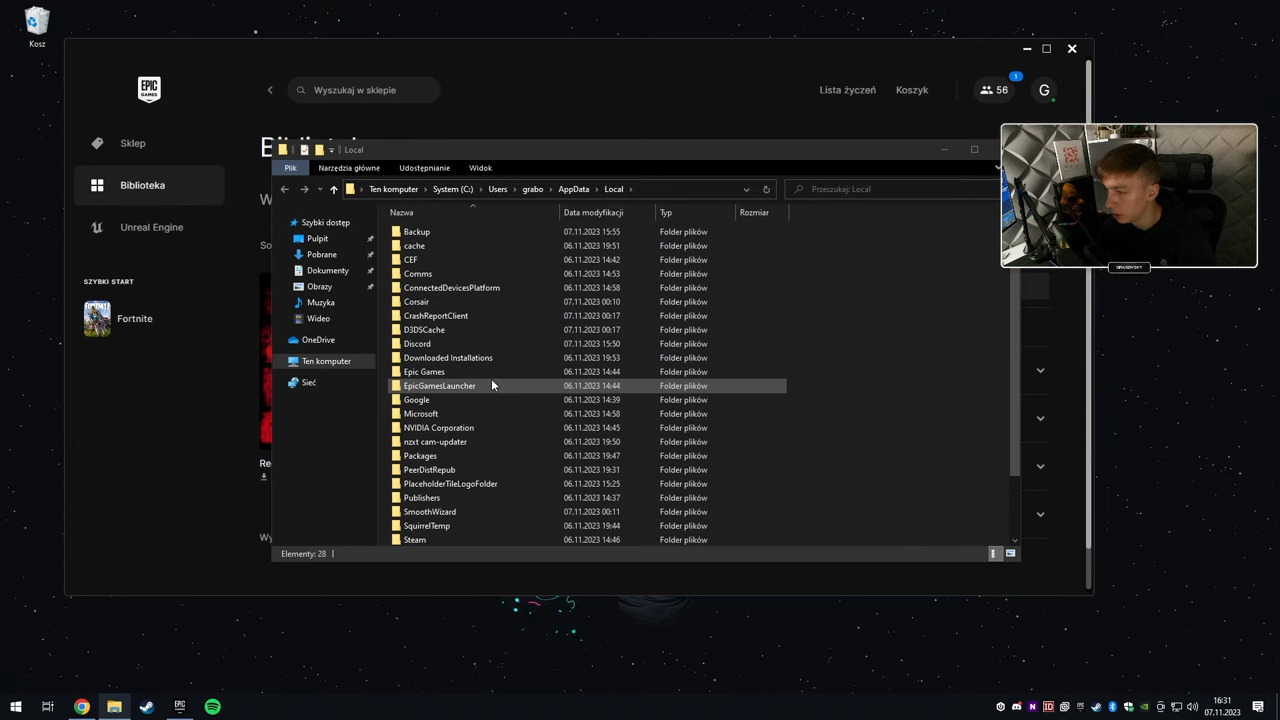 Kosz
EPIC
GAMES
Wyszukaj w sklepie
Lista życzeń
Koszyk
56
1
G
Sklep
Biblioteka
Unreal Engine
SZYBKI START
Fortnite
Local
Plik
Narzędzia główne
Udostępnianie
Widok
Ten komputer
System (C:)
Users
grabo
AppData
Local
Przeszukaj: Local
Szybki dostęp
Pulpit
Pobrane
Dokumenty
Obrazy
Muzyka
Wideo
OneDrive
Ten komputer
Sieć
Nazwa Data modyfikacji Typ Rozmiar
Backup 07.11.2023 15:55 Folder plików
cache 06.11.2023 19:51 Folder plików
CEF 06.11.2023 14:42 Folder plików
Comms 06.11.2023 14:53 Folder plików
ConnectedDevicesPlatform 06.11.2023 14:58 Folder plików
Corsair 07.11.2023 00:10 Folder plików
CrashReportClient 07.11.2023 00:17 Folder plików
D3DSCache 07.11.2023 00:17 Folder plików
Discord 07.11.2023 15:50 Folder plików
Downloaded Installations 06.11.2023 19:53 Folder plików
Epic Games 06.11.2023 14:44 Folder plików
EpicGamesLauncher 06.11.2023 14:44 Folder plików
Google 06.11.2023 14:39 Folder plików
Microsoft 06.11.2023 14:58 Folder plików
NVIDIA Corporation 06.11.2023 14:45 Folder plików
nzxt cam-updater 06.11.2023 19:50 Folder plików
Packages 06.11.2023 19:47 Folder plików
PeerDistRepub 06.11.2023 19:31 Folder plików
PlaceholderTileLogoFolder 06.11.2023 15:25 Folder plików
Publishers 06.11.2023 14:37 Folder plików
SmoothWizard 07.11.2023 00:11 Folder plików
SquirrelTemp 06.11.2023 19:44 Folder plików
Steam 06.11.2023 14:46 Folder plików
Elementy: 28
16:31
07.11.2023